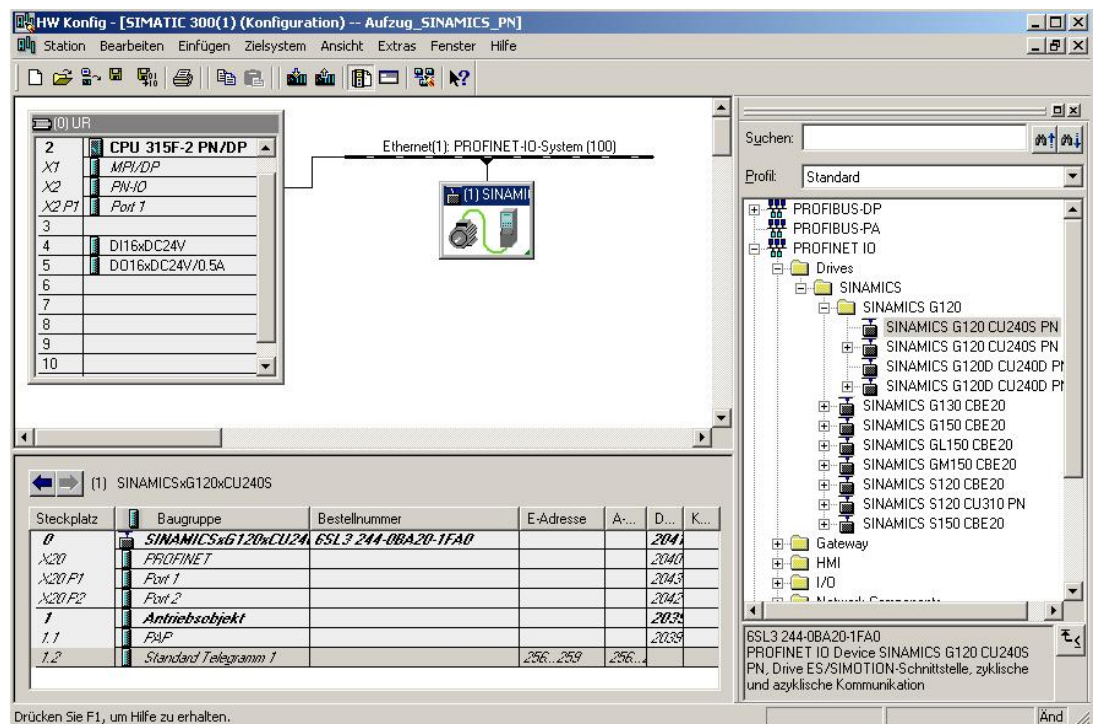 HW Konfig - [SIMATIC 300(1) (Konfiguration) -- Aufzug_SINAMICS_PN]
Station Bearbeiten Einfügen Zielsystem Ansicht Extras Fenster Hilfe
(0) UR
2 CPU 315F-2 PN/DP
X1 MPI/DP
X2 PN-IO
X2 P1 Port 1
3
4 DI16xDC24V
5 DO16xDC24V/0.5A
6
7
8
9
10
Ethernet(1): PROFINET-IO-System (100)
(1) SINAMI
Suchen:
Profil: Standard
PROFIBUS-DP
PROFIBUS-PA
PROFINET IO
Drives
SINAMICS
SINAMICS G120
SINAMICS G120 CU240S PN
SINAMICS G120 CU240S PN
SINAMICS G120D CU240D
SINAMICS G120D CU240D
SINAMICS G130 CBE20
SINAMICS G150 CBE20
SINAMICS GL150 CBE20
SINAMICS GM150 CBE20
SINAMICS S120 CBE20
SINAMICS S120 CU310 PN
SINAMICS S150 CBE20
Gateway
HMI
I/O
Network Components
6SL3 244-0BA20-1FA0
PROFINET IO Device SINAMICS G120 CU240S
PN, Drive ES/SIMOTION-Schnittstelle, zyklische
und azyklische Kommunikation
(1) SINAMICSxG120xCU240S
Steckplatz Baugruppe Bestellnummer E-Adresse A-... D... K...
0 SINAMICSxG120xCU24 6SL3 244-0BA20-1FA0 2041
X20 PROFINET 2040
X20 P1 Port 1 2043
X20 P2 Port 2 2042
1 Antriebsobjekt 2039
1.1 PAP 2039
1.2 Standard Telegramm 1 256...259 256...
Drücken Sie F1, um Hilfe zu erhalten.
Änd